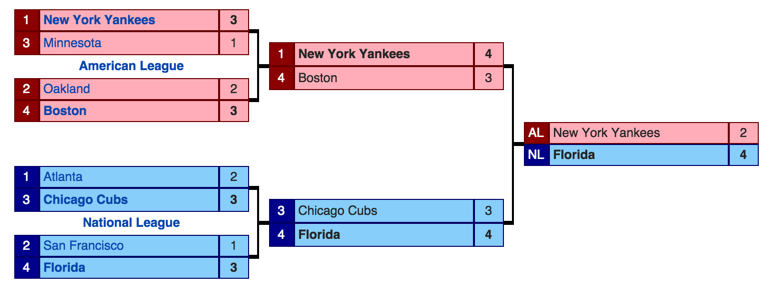 1 New York Yankees 3
3 Minnesota 1
American League
2 Oakland 2
4 Boston 3
1 New York Yankees 4
4 Boston 3
AL New York Yankees 2
NL Florida 4
1 Atlanta 2
3 Chicago Cubs 3
National League
2 San Francisco 1
4 Florida 3
3 Chicago Cubs 3
4 Florida 4